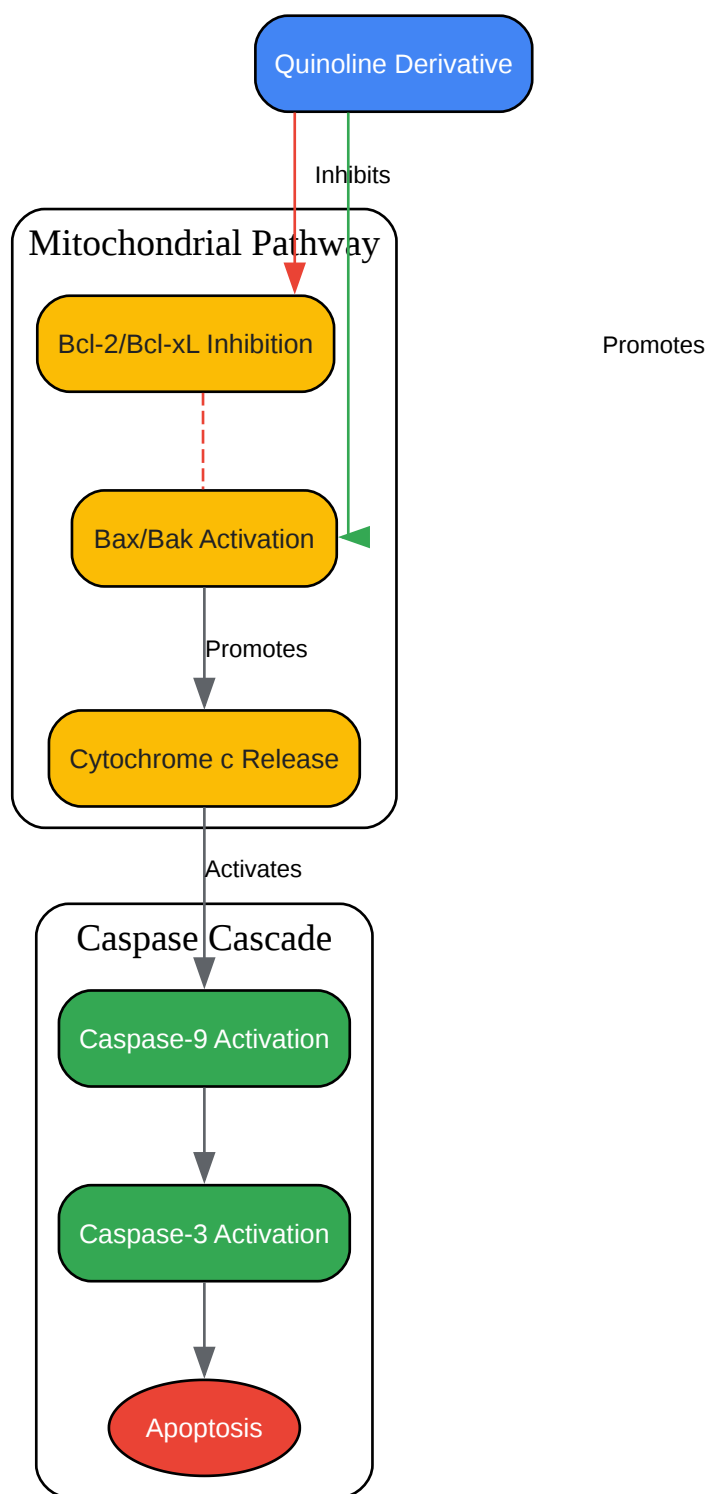 Quinoline Derivative
Inhibits
Mitochondrial Pathway
Bcl-2/Bcl-xL Inhibition
Promotes
Bax/Bak Activation
Promotes
Cytochrome c Release
Activates
Caspase Cascade
Caspase-9 Activation
Caspase-3 Activation
Apoptosis